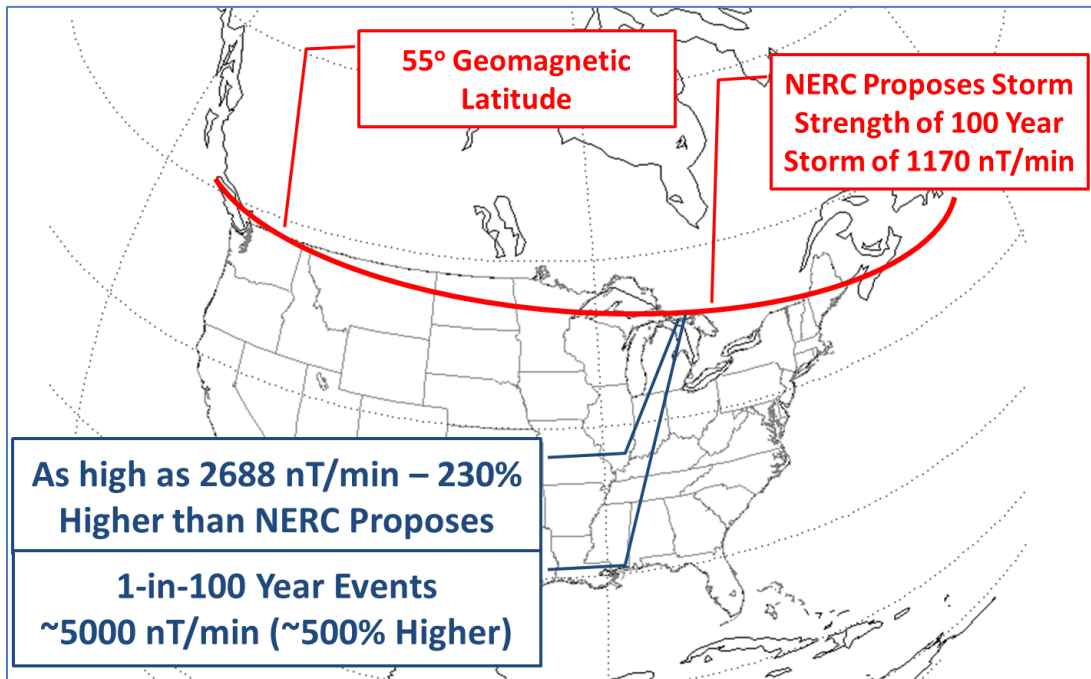 55° Geomagnetic
Latitude
NERC Proposes Storm
Strength of 100 Year
Storm of 1170 nT/min
As high as 2688 nT/min – 230%
Higher than NERC Proposes
1-in-100 Year Events
~5000 nT/min (~500% Higher)